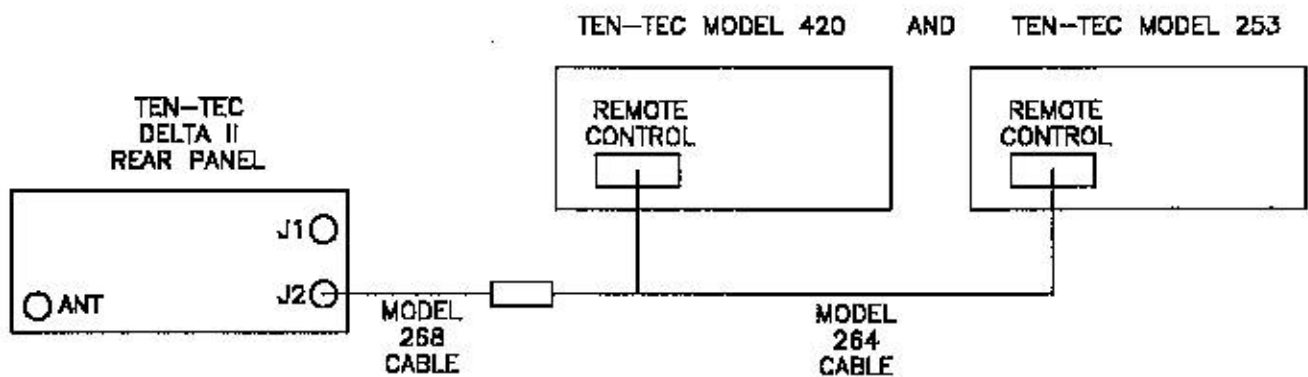 TEN-TEC MODEL 420 AND TEN-TEC MODEL 253
TEN-TEC
DELTA II
REAR PANEL
REMOTE
CONTROL
REMOTE
CONTROL
J1
J2
ANT
MODEL
268
CABLE
MODEL
264
CABLE